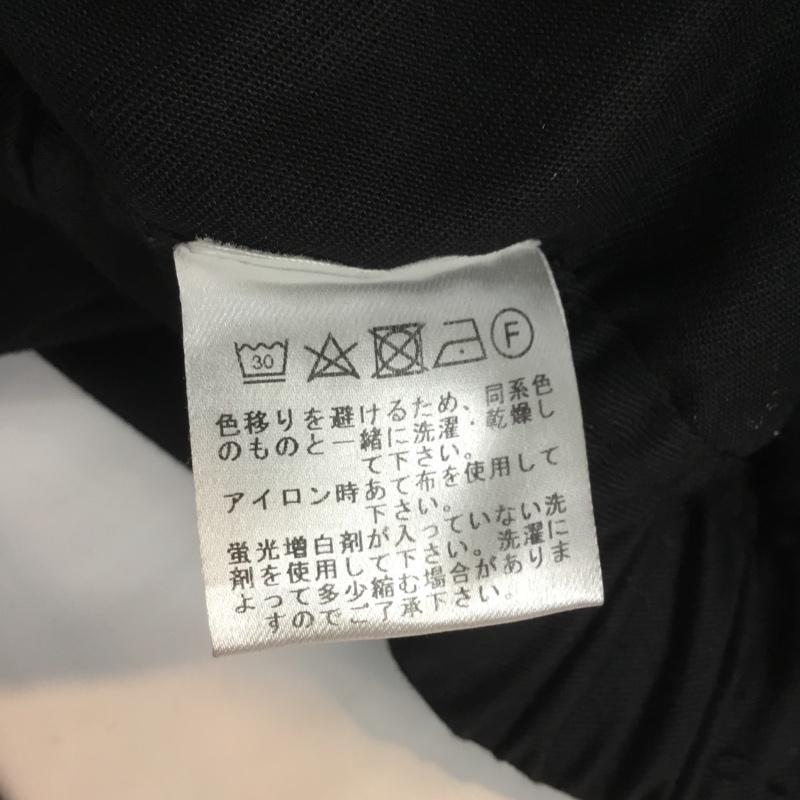 30 F
色移りを避けるため、同系色
のものと一緒に洗濯・乾燥し
て下さい。
アイロン時あて布を使用して
下さい。
蛍光増白剤が入っていない洗
剤を使用して下さい。洗濯に
よっての多少縮む場合がありま
すのでご了承下さい。